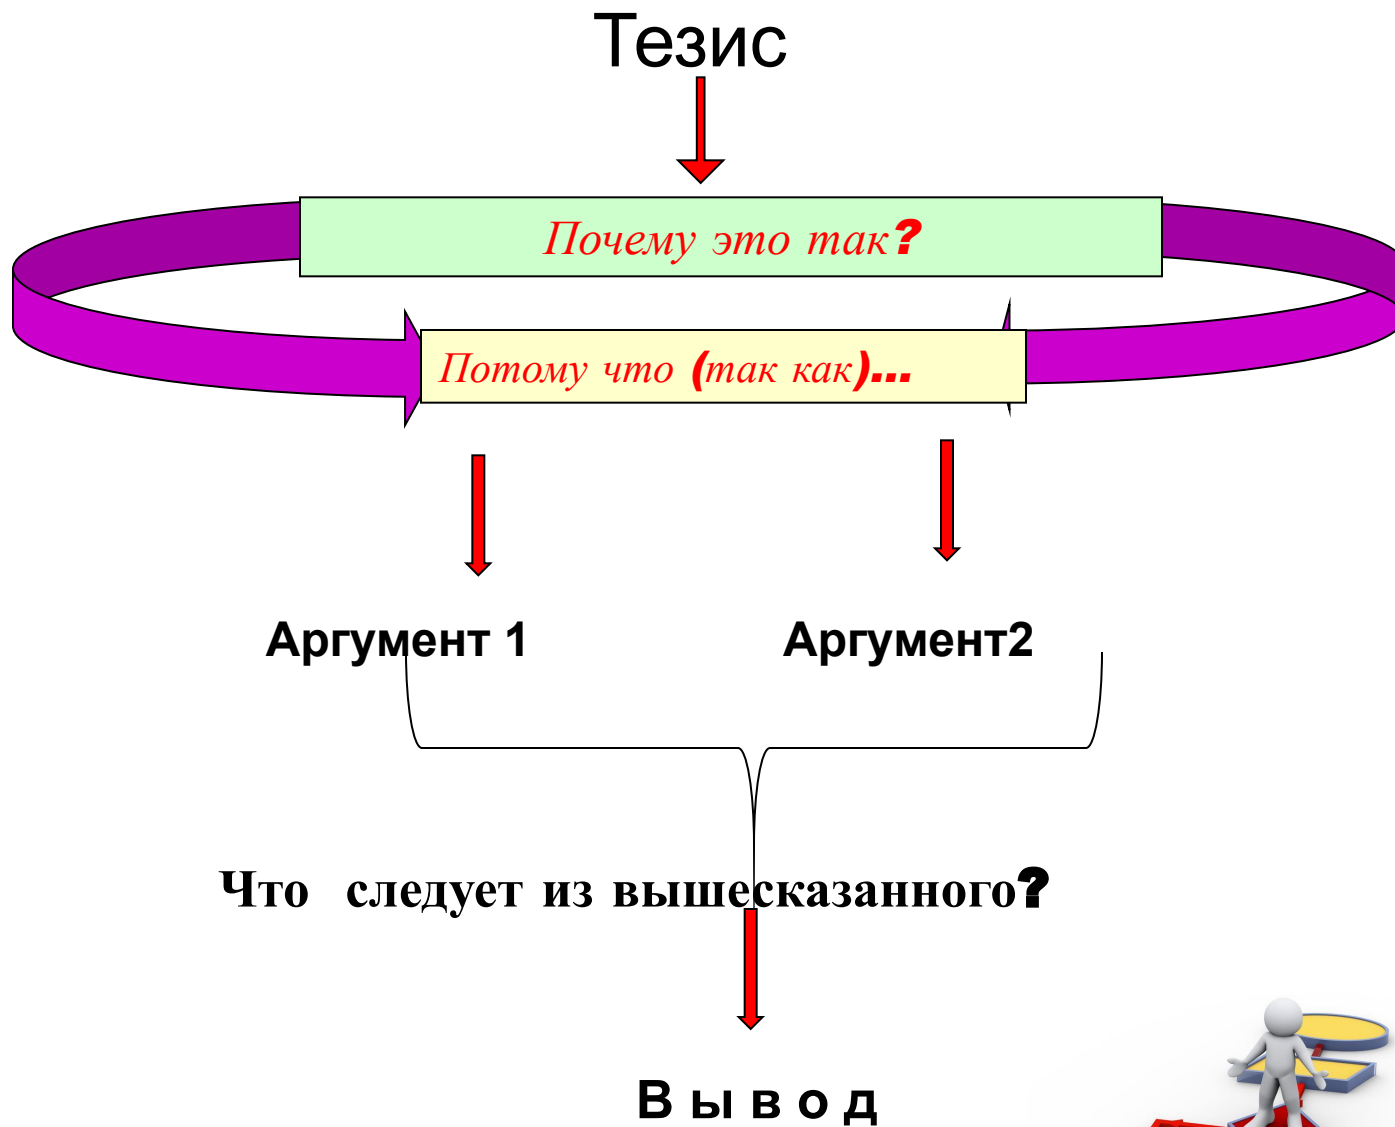 Тезис
Почему это так?
Потому что (так как)...
Аргумент 1 Аргумент2
Что следует из вышесказанного?
В ы в о д